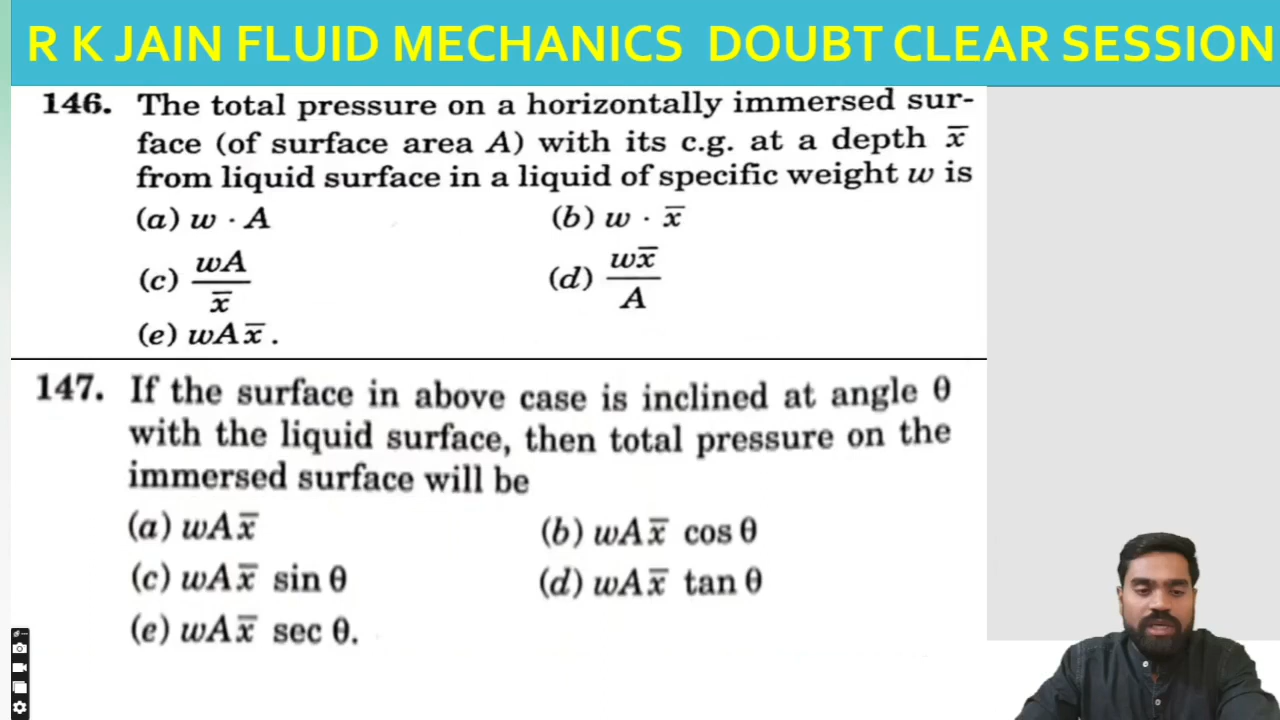 R K JAIN FLUID MECHANICS DOUBT CLEAR SESSION
146. The total pressure on a horizontally immersed sur-
face (of surface area A) with its c.g. at a depth x̅
from liquid surface in a liquid of specific weight w is
(a) w · A (b) w · x̅
(c) wA/x̅ (d) wx̅/A
(e) wAx̅.
147. If the surface in above case is inclined at angle θ
with the liquid surface, then total pressure on the
immersed surface will be
(a) wAx̅ (b) wAx̅ cos θ
(c) wAx̅ sin θ (d) wAx̅ tan θ
(e) wAx̅ sec θ.